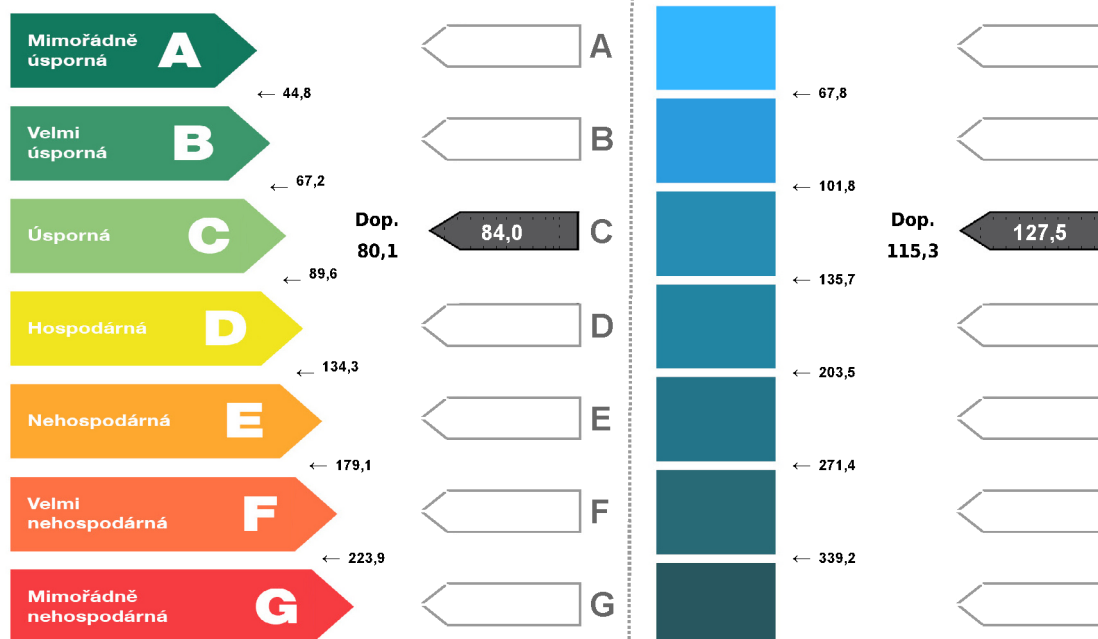 Mimořádně
úsporná
A
A
← 44,8
← 67,8
Velmi
úsporná
B
B
← 67,2
← 101,8
Úsporná
C
Dop.
80,1
84,0
C
Dop.
115,3
127,5
← 89,6
← 135,7
Hospodárná
D
D
← 134,3
← 203,5
Nehospodárná
E
E
← 179,1
← 271,4
Velmi
nehospodárná
F
F
← 223,9
← 339,2
Mimořádně
nehospodárná
G
G